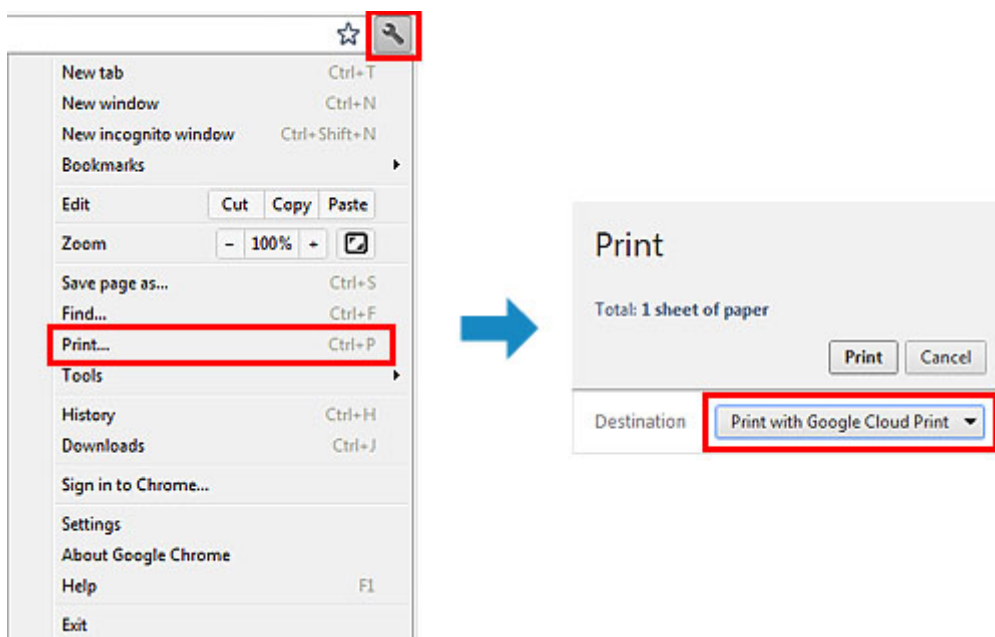 New tab Ctrl+T
New window Ctrl+N
New incognito window Ctrl+Shift+N
Bookmarks
Edit Cut Copy Paste
Zoom - 100% +
Save page as... Ctrl+S
Find... Ctrl+F
Print... Ctrl+P
Tools
History Ctrl+H
Downloads Ctrl+J
Sign in to Chrome...
Settings
About Google Chrome
Help F1
Exit
Print
Total: 1 sheet of paper
Print Cancel
Destination Print with Google Cloud Print